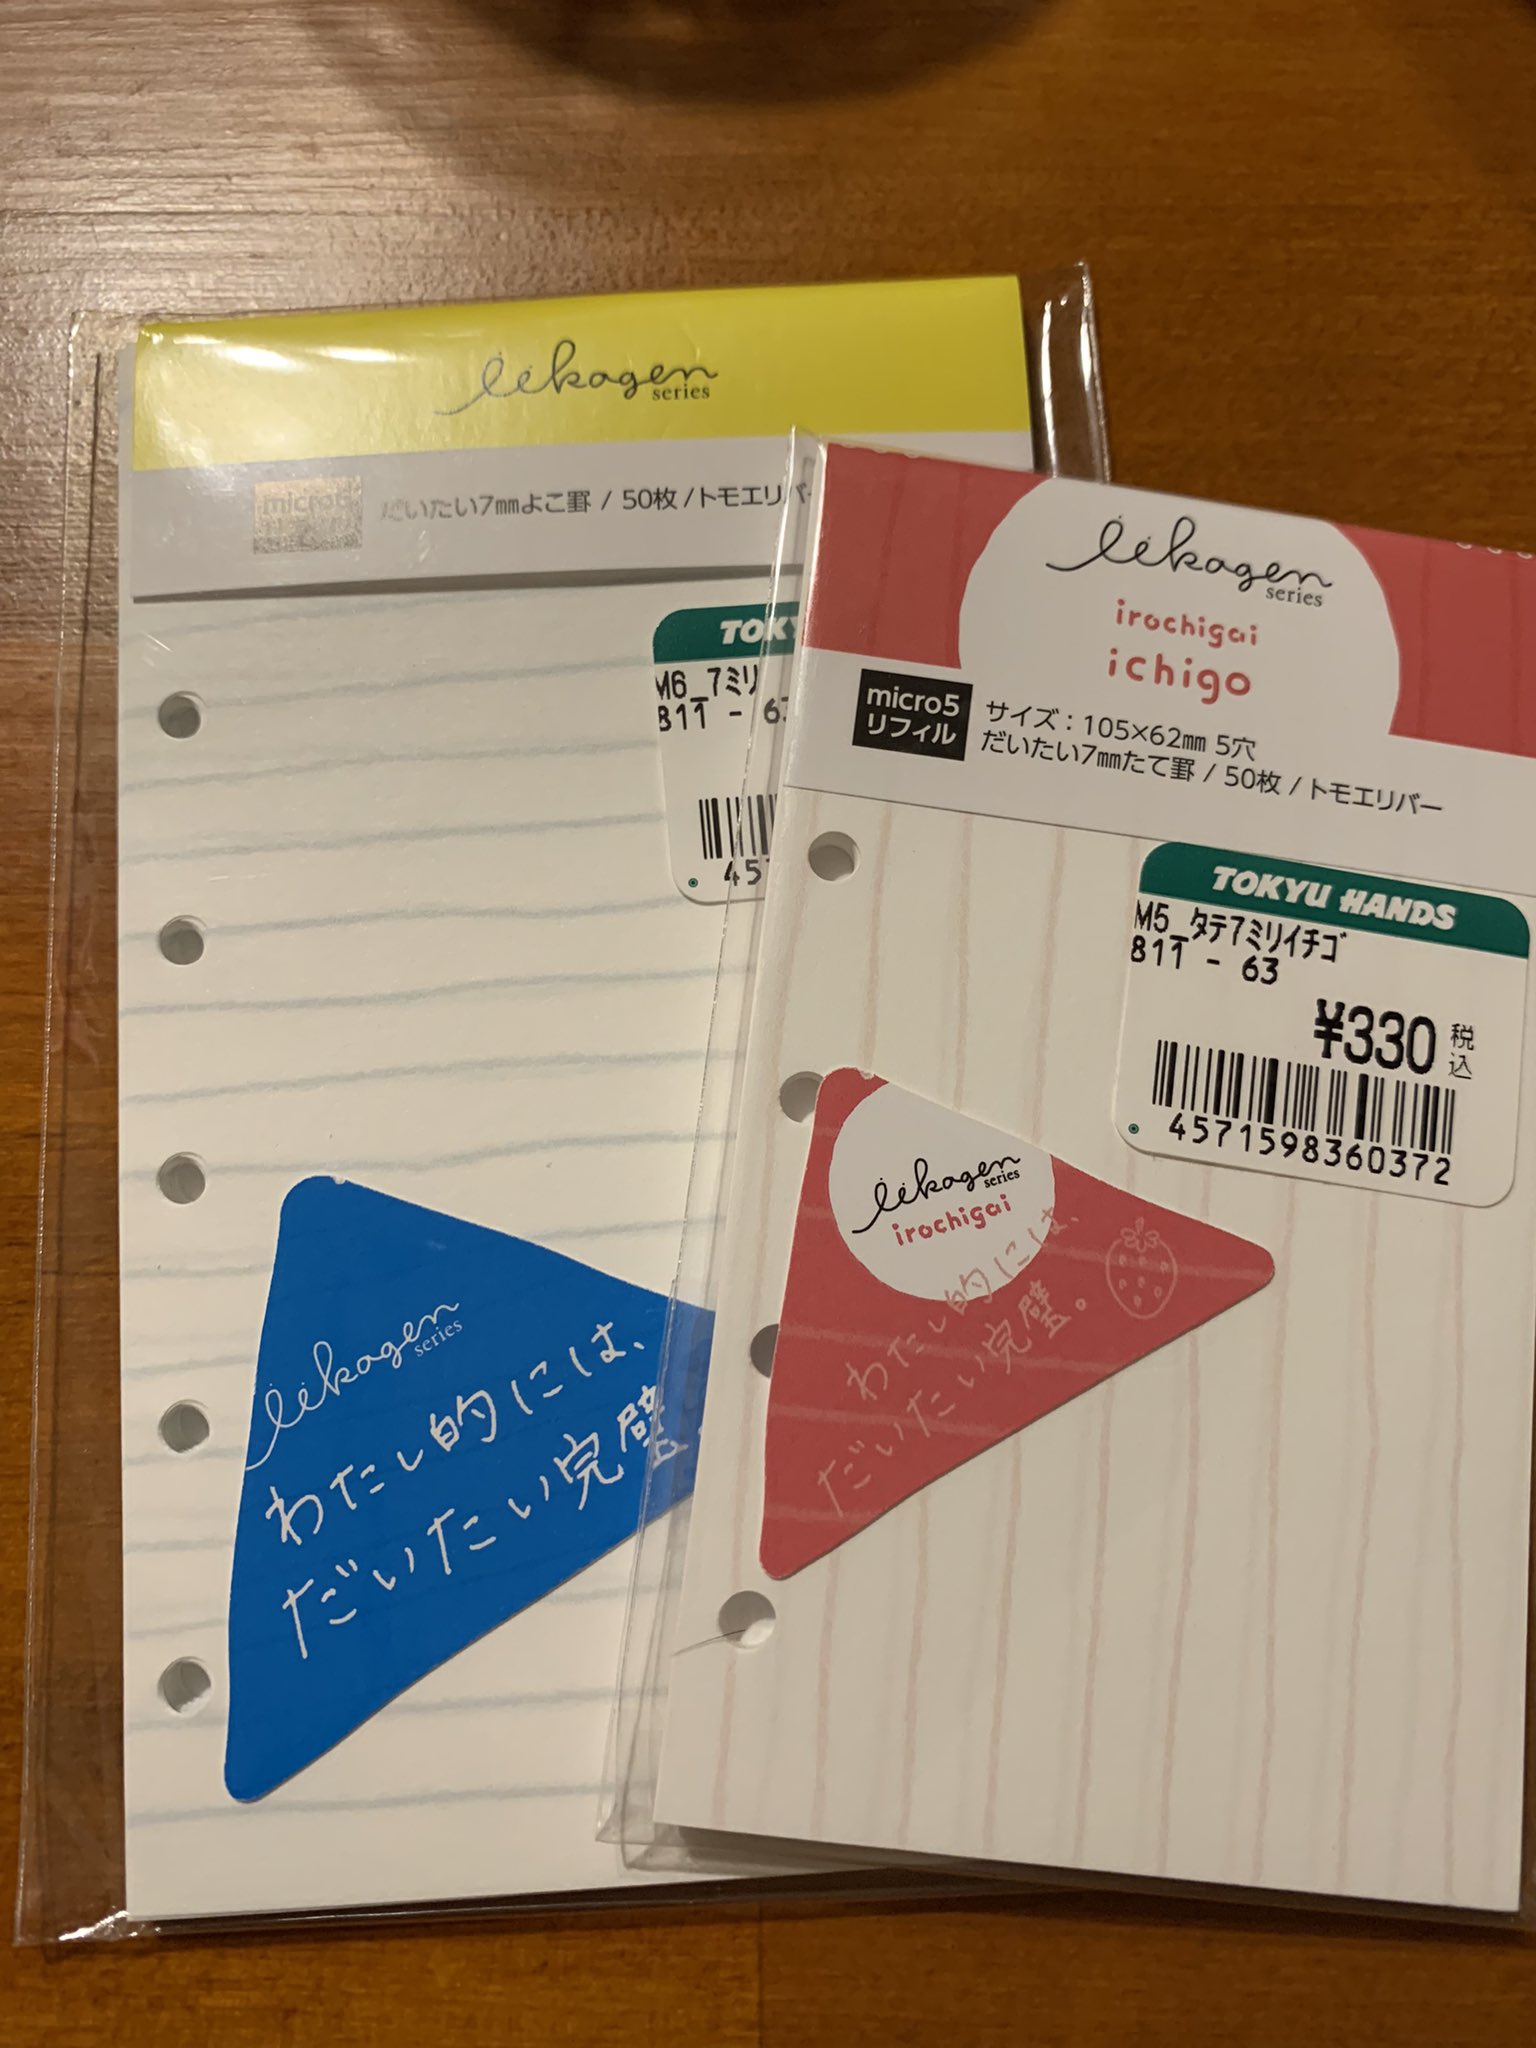 iikagen
series
micro6
だいたい7mmよこ罫 / 50枚 /トモエリバー
TOKY
M6_7ミリ
811 - 63
457
iikagen
series
わたし的には、
だいたい完璧。
iikagen
series
irochigai
ichigo
micro5
リフィル
サイズ：105×62mm 5穴
だいたい7mmたて罫 / 50枚 / トモエリバー
TOKYU HANDS
M5_タテ7ミリイチゴ
811 - 63
¥330 税込
4571598360372
iikagen
series
irochigai
わたし的には、
だいたい完璧。